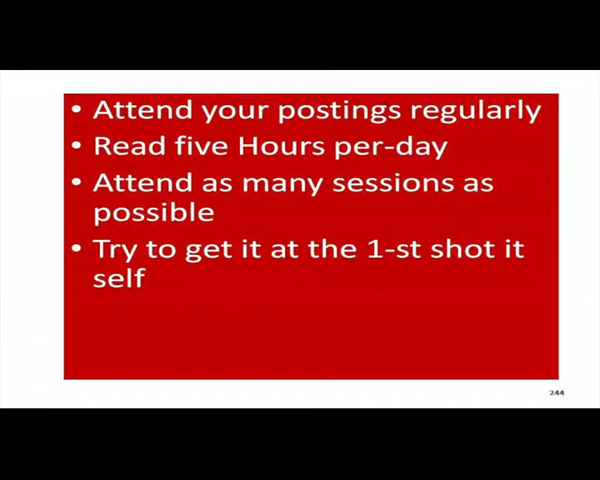 • Attend your postings regularly
• Read five Hours per-day
• Attend as many sessions as
possible
• Try to get it at the 1-st shot it
self
244